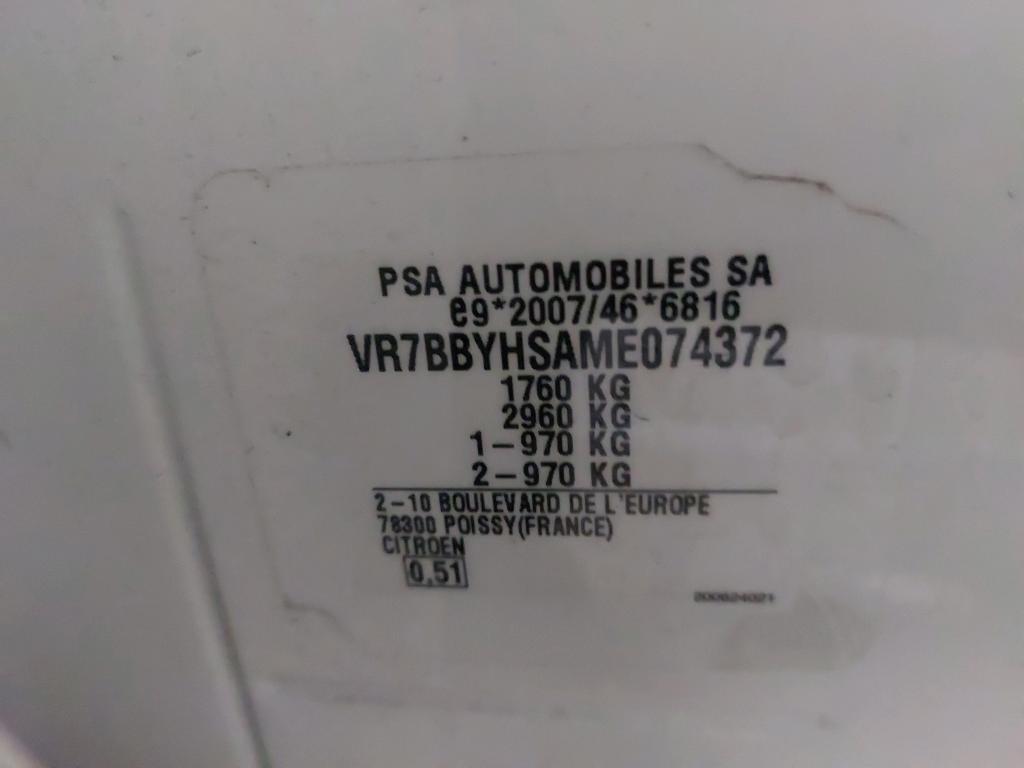 PSA AUTOMOBILES SA
e9*2007/46*6816
VR7BBYHSAME074372
1760 KG
2960 KG
1-970 KG
2-970 KG
2-10 BOULEVARD DE L'EUROPE
78300 POISSY(FRANCE)
CITROEN
0,51
200624021